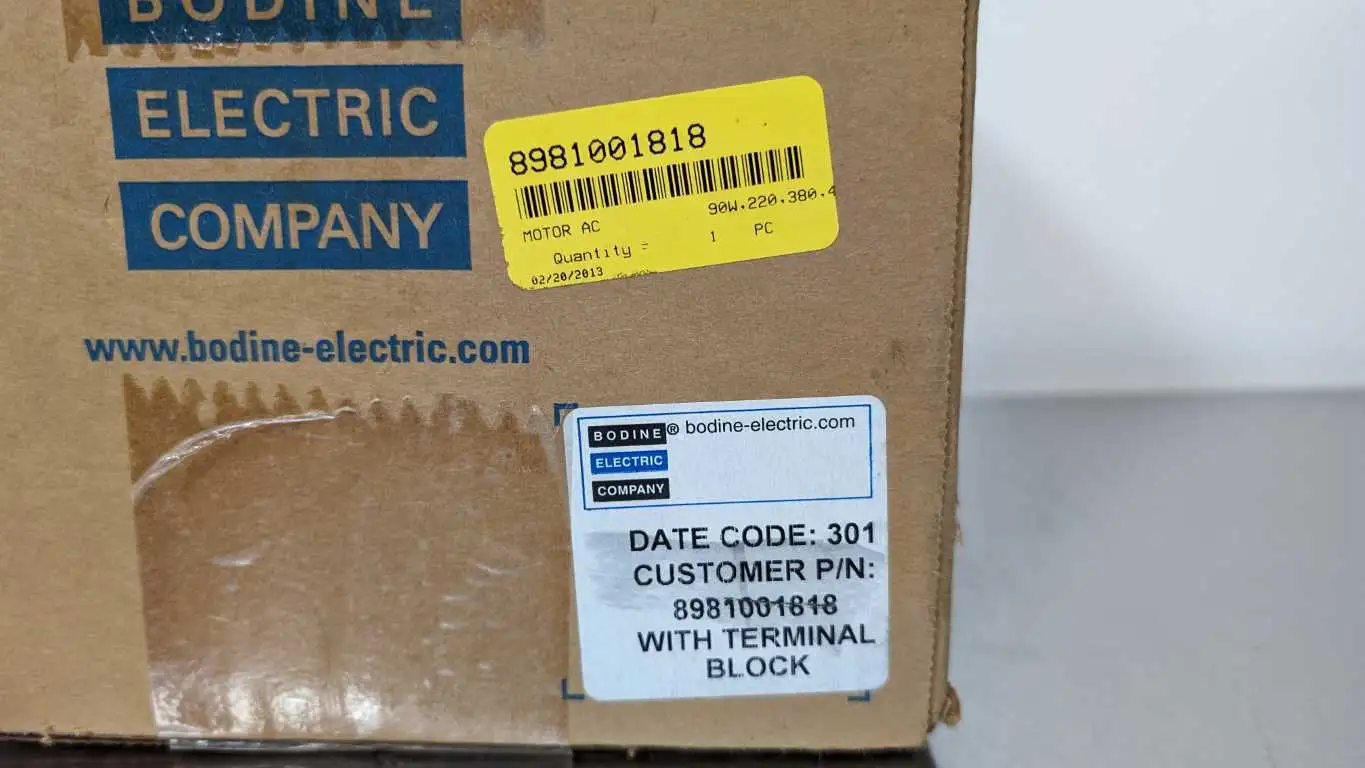 BODINE
ELECTRIC
COMPANY
www.bodine-electric.com
8981001818
MOTOR AC 90W.220.380.4
Quantity = 1 PC
02/20/2013
BODINE® bodine-electric.com
ELECTRIC
COMPANY
DATE CODE: 301
CUSTOMER P/N:
8981001818
WITH TERMINAL
BLOCK